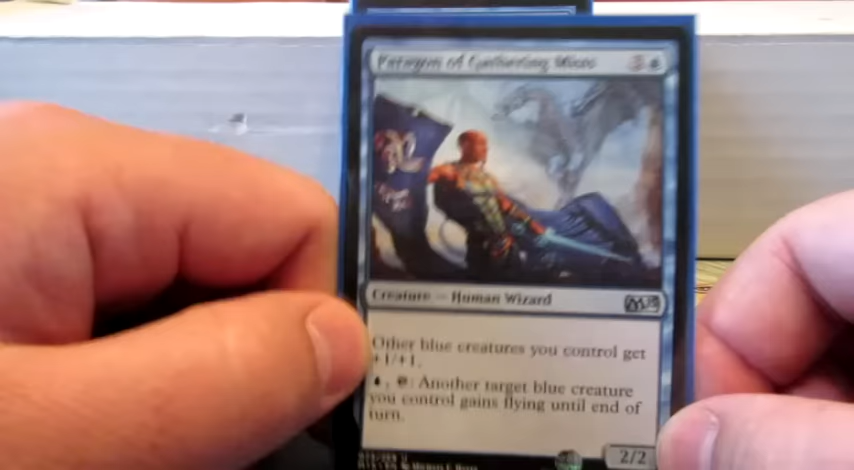 Paragon of Gathering Mists
Creature — Human Wizard
M15
Other blue creatures you control get
+1/+1.
: Another target blue creature
you control gains flying until end of
turn.
2/2